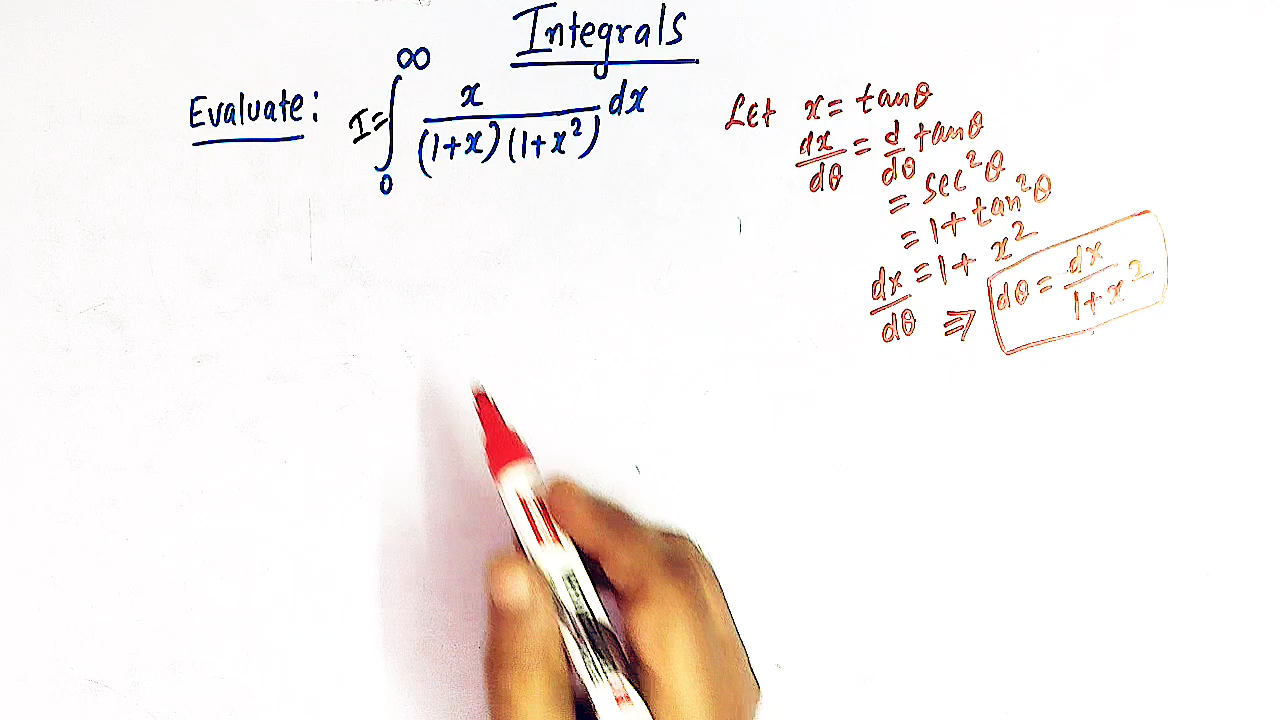 Integrals
Evaluate: I = ∫₀^∞ x/((1+x)(1+x²)) dx
Let x = tanθ
dx/dθ = d/dθ tanθ
= sec²θ
= 1 + tan²θ
dx/dθ = 1 + x²
⇒ dθ = dx/(1+x²)